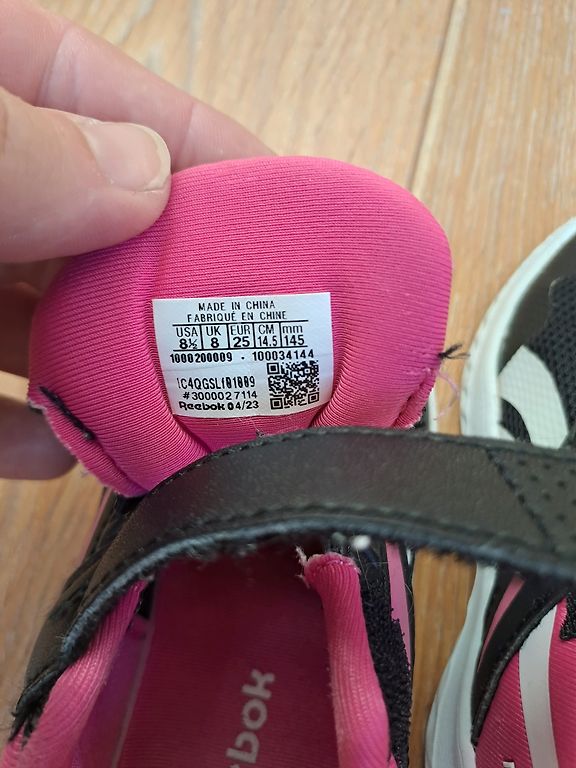 MADE IN CHINA
FABRIQUÉ EN CHINE
USA UK EUR CM mm
8½ 8 25 14.5 145
1000200009 - 100034144
1C4QGSL101009
#3000027114
Reebok 04/23
ebok